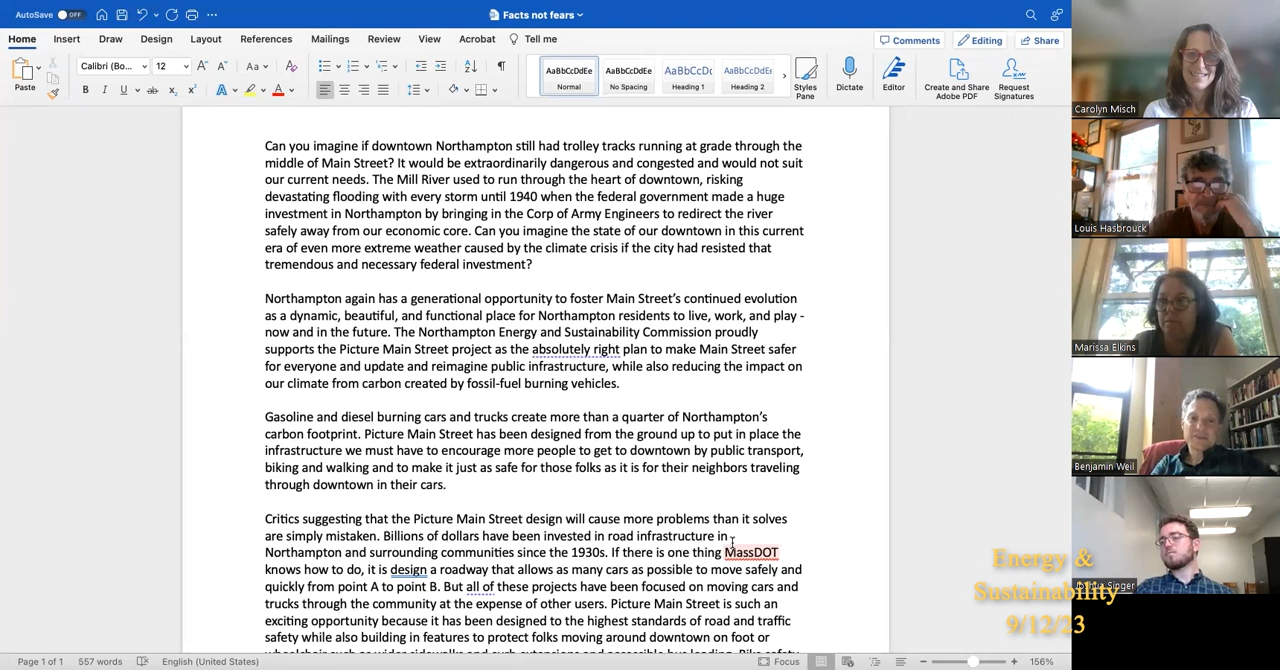 AutoSave OFF
Facts not fears
Home Insert Draw Design Layout References Mailings Review View Acrobat Tell me
Comments Editing Share
Paste
Calibri (Bo... 12
AaBbCcDdEe Normal
AaBbCcDdEe No Spacing
AaBbCcDc Heading 1
AaBbCcDdEe Heading 2
Styles Pane
Dictate
Editor
Create and Share Adobe PDF
Request Signatures
Can you imagine if downtown Northampton still had trolley tracks running at grade through the
middle of Main Street? It would be extraordinarily dangerous and congested and would not suit
our current needs. The Mill River used to run through the heart of downtown, risking
devastating flooding with every storm until 1940 when the federal government made a huge
investment in Northampton by bringing in the Corp of Army Engineers to redirect the river
safely away from our economic core. Can you imagine the state of our downtown in this current
era of even more extreme weather caused by the climate crisis if the city had resisted that
tremendous and necessary federal investment?
Northampton again has a generational opportunity to foster Main Street's continued evolution
as a dynamic, beautiful, and functional place for Northampton residents to live, work, and play -
now and in the future. The Northampton Energy and Sustainability Commission proudly
supports the Picture Main Street project as the absolutely right plan to make Main Street safer
for everyone and update and reimagine public infrastructure, while also reducing the impact on
our climate from carbon created by fossil-fuel burning vehicles.
Gasoline and diesel burning cars and trucks create more than a quarter of Northampton's
carbon footprint. Picture Main Street has been designed from the ground up to put in place the
infrastructure we must have to encourage more people to get to downtown by public transport,
biking and walking and to make it just as safe for those folks as it is for their neighbors traveling
through downtown in their cars.
Critics suggesting that the Picture Main Street design will cause more problems than it solves
are simply mistaken. Billions of dollars have been invested in road infrastructure in
Northampton and surrounding communities since the 1930s. If there is one thing MassDOT
knows how to do, it is design a roadway that allows as many cars as possible to move safely and
quickly from point A to point B. But all of these projects have been focused on moving cars and
trucks through the community at the expense of other users. Picture Main Street is such an
exciting opportunity because it has been designed to the highest standards of road and traffic
safety while also building in features to protect folks moving around downtown on foot or
Page 1 of 1 557 words English (United States) Focus 156%
Carolyn Misch
Louis Hasbrouck
Marissa Elkins
Benjamin Weil
Joshua Singer
Energy &
Sustainability
9/12/23